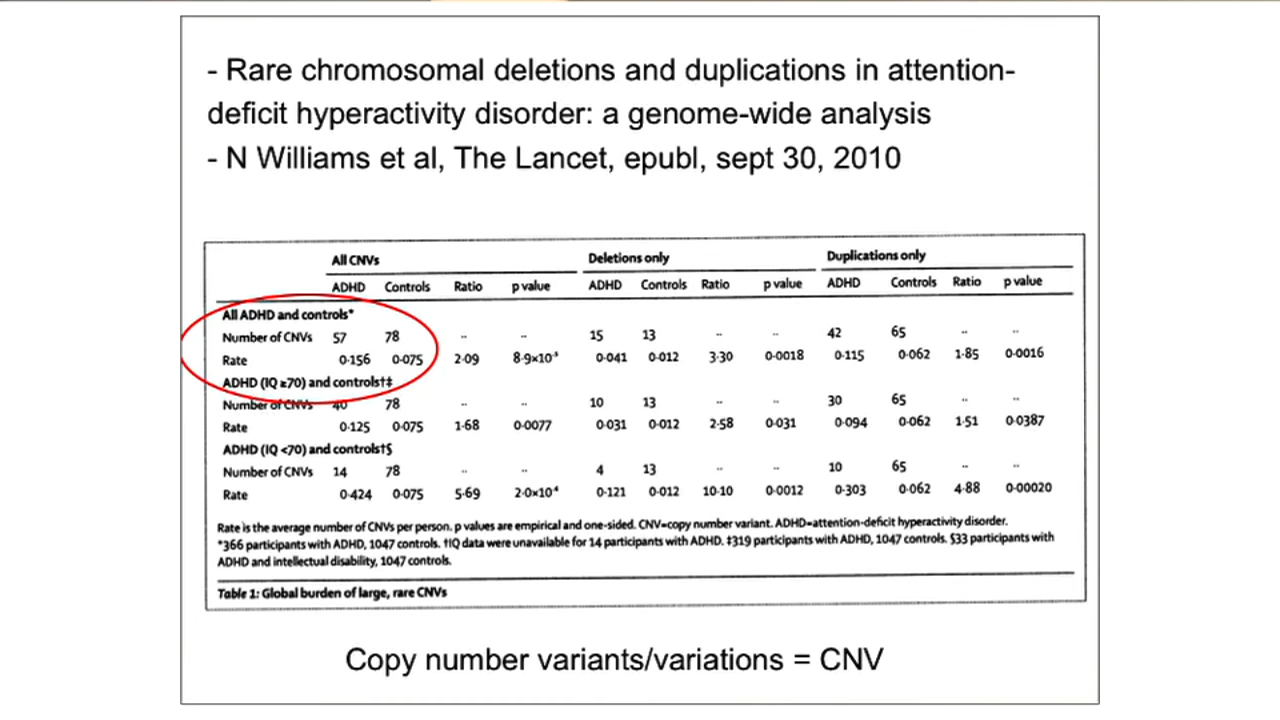 - Rare chromosomal deletions and duplications in attention-
deficit hyperactivity disorder: a genome-wide analysis
- N Williams et al, The Lancet, epubl, sept 30, 2010
All CNVs Deletions only Duplications only
ADHD Controls Ratio p value ADHD Controls Ratio p value ADHD Controls Ratio p value
All ADHD and controls*
Number of CNVs 57 78 ·· ·· 15 13 ·· ·· 42 65 ·· ··
Rate 0·156 0·075 2·09 8·9×10 0·041 0·012 3·30 0·0018 0·115 0·062 1·85 0·0016
ADHD (IQ ≥70) and controls†‡
Number of CNVs 40 78 ·· ·· 10 13 ·· ·· 30 65 ·· ··
Rate 0·125 0·075 1·68 0·0077 0·031 0·012 2·58 0·031 0·094 0·062 1·51 0·0387
ADHD (IQ <70) and controls†§
Number of CNVs 14 78 ·· ·· 4 13 ·· ·· 10 65 ·· ··
Rate 0·424 0·075 5·69 2·0×10⁻⁴ 0·121 0·012 10·10 0·0012 0·303 0·062 4·88 0·00020
Rate is the average number of CNVs per person. p values are empirical and one-sided. CNV=copy number variant. ADHD=attention-deficit hyperactivity disorder.
*366 participants with ADHD, 1047 controls. †IQ data were unavailable for 14 participants with ADHD. ‡319 participants with ADHD, 1047 controls. §33 participants with
ADHD and intellectual disability, 1047 controls.
Table 1: Global burden of large, rare CNVs
Copy number variants/variations = CNV